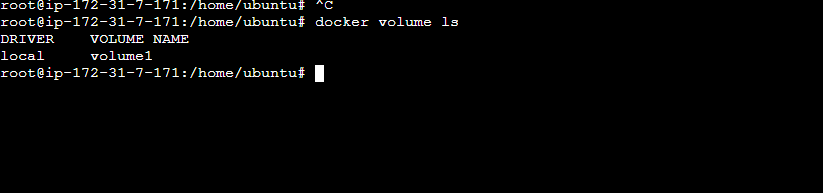 root@ip-172-31-7-171:/home/ubuntu# ^C
root@ip-172-31-7-171:/home/ubuntu# docker volume ls
DRIVER    VOLUME NAME
local     volume1
root@ip-172-31-7-171:/home/ubuntu#